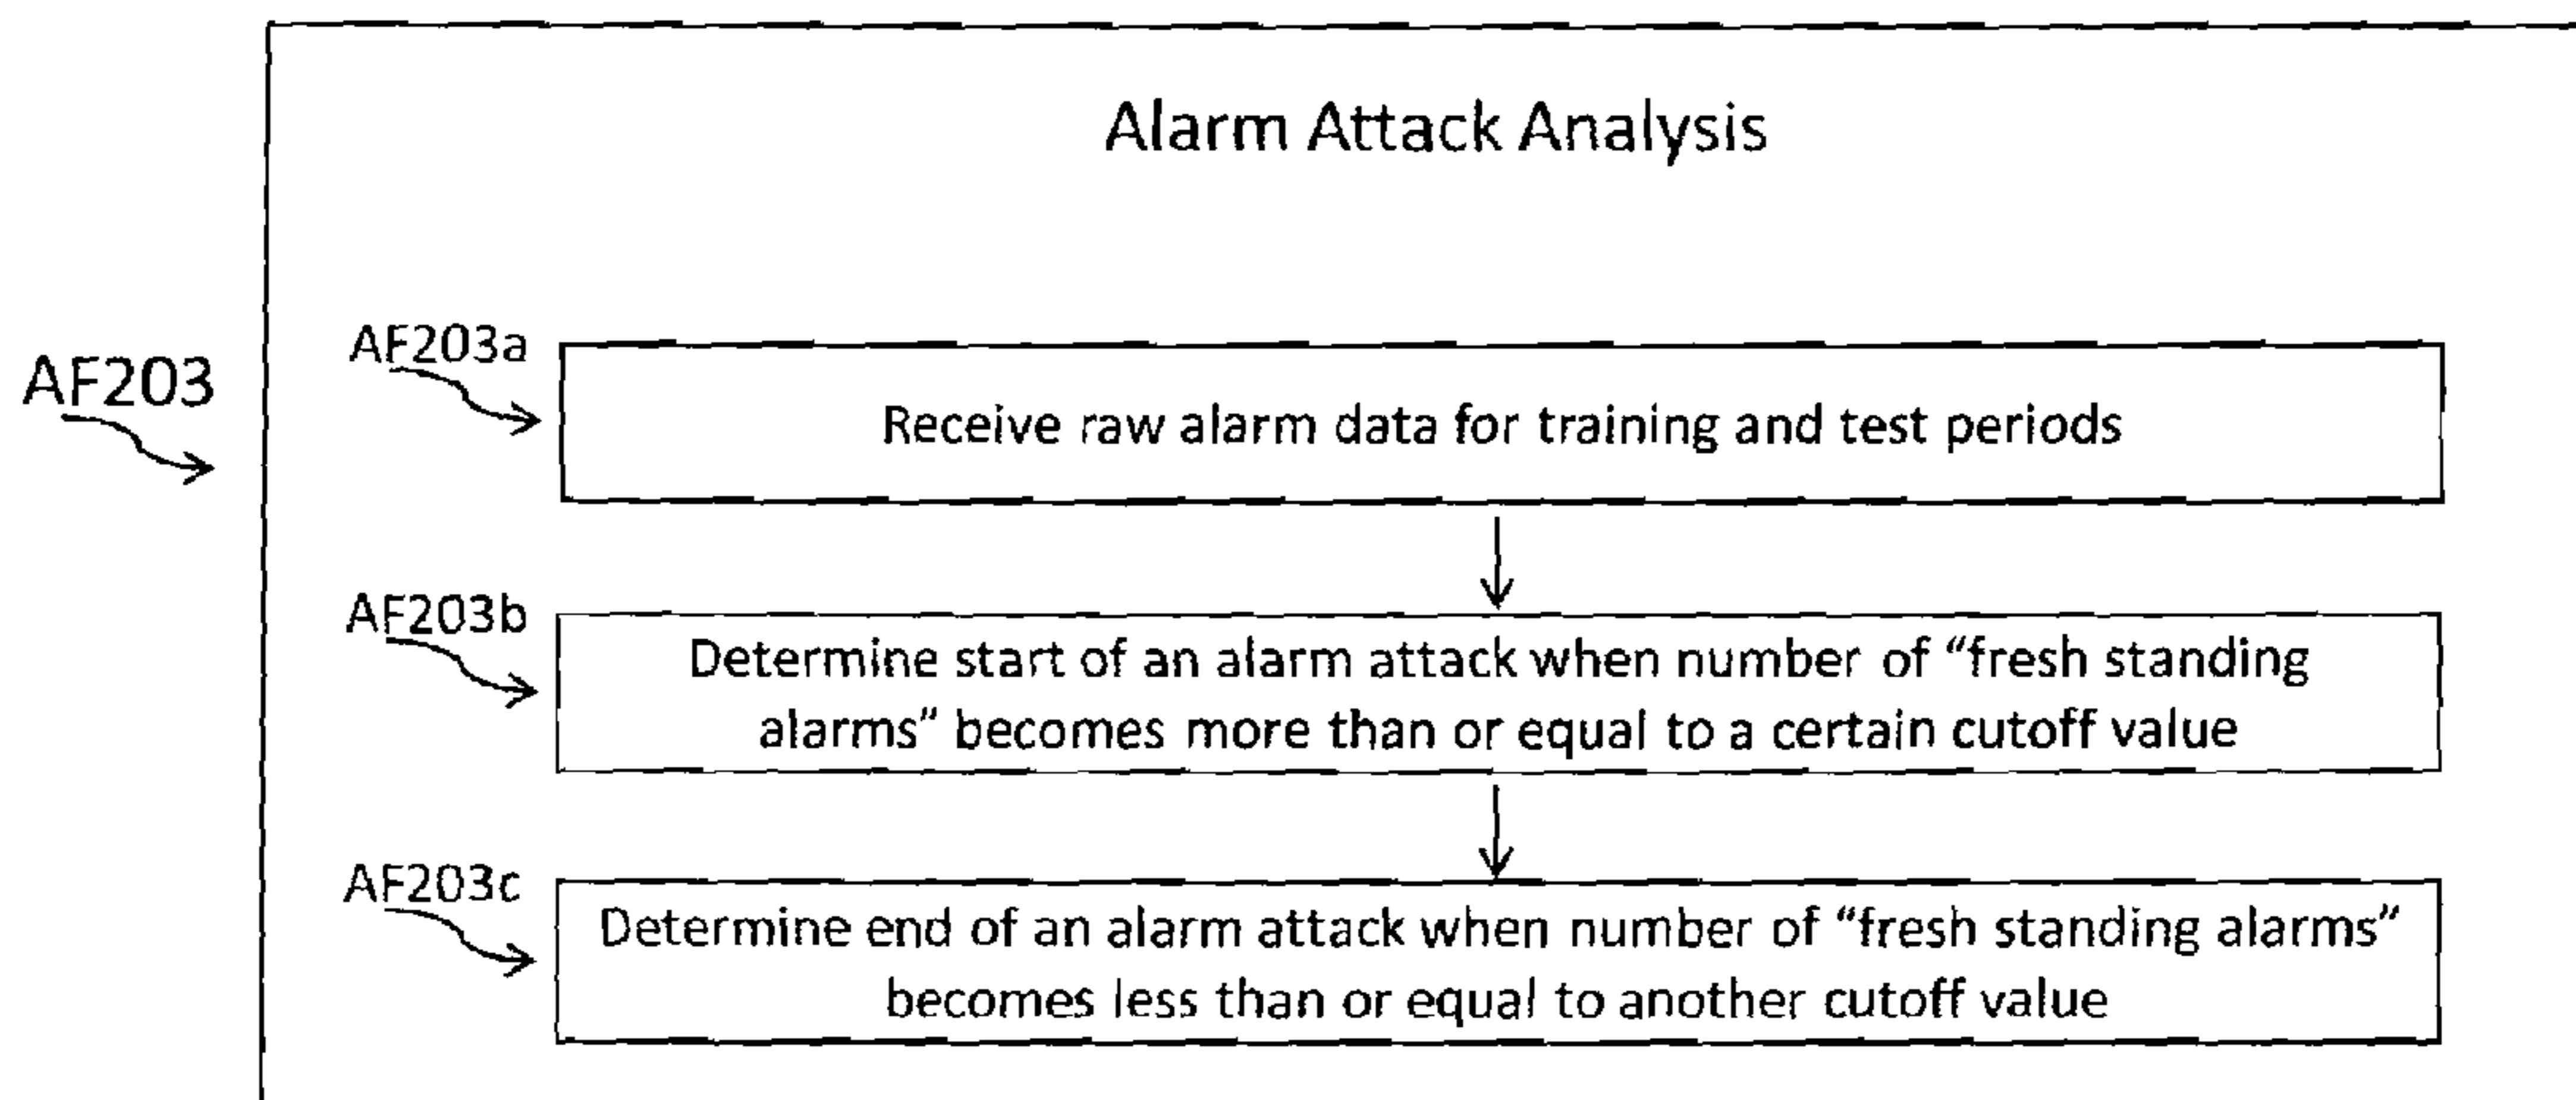 Alarm Attack Analysis
AF203
AF203a
Receive raw alarm data for training and test periods
AF203b
Determine start of an alarm attack when number of “fresh standing
alarms” becomes more than or equal to a certain cutoff value
AF203c
Determine end of an alarm attack when number of “fresh standing alarms”
becomes less than or equal to another cutoff value